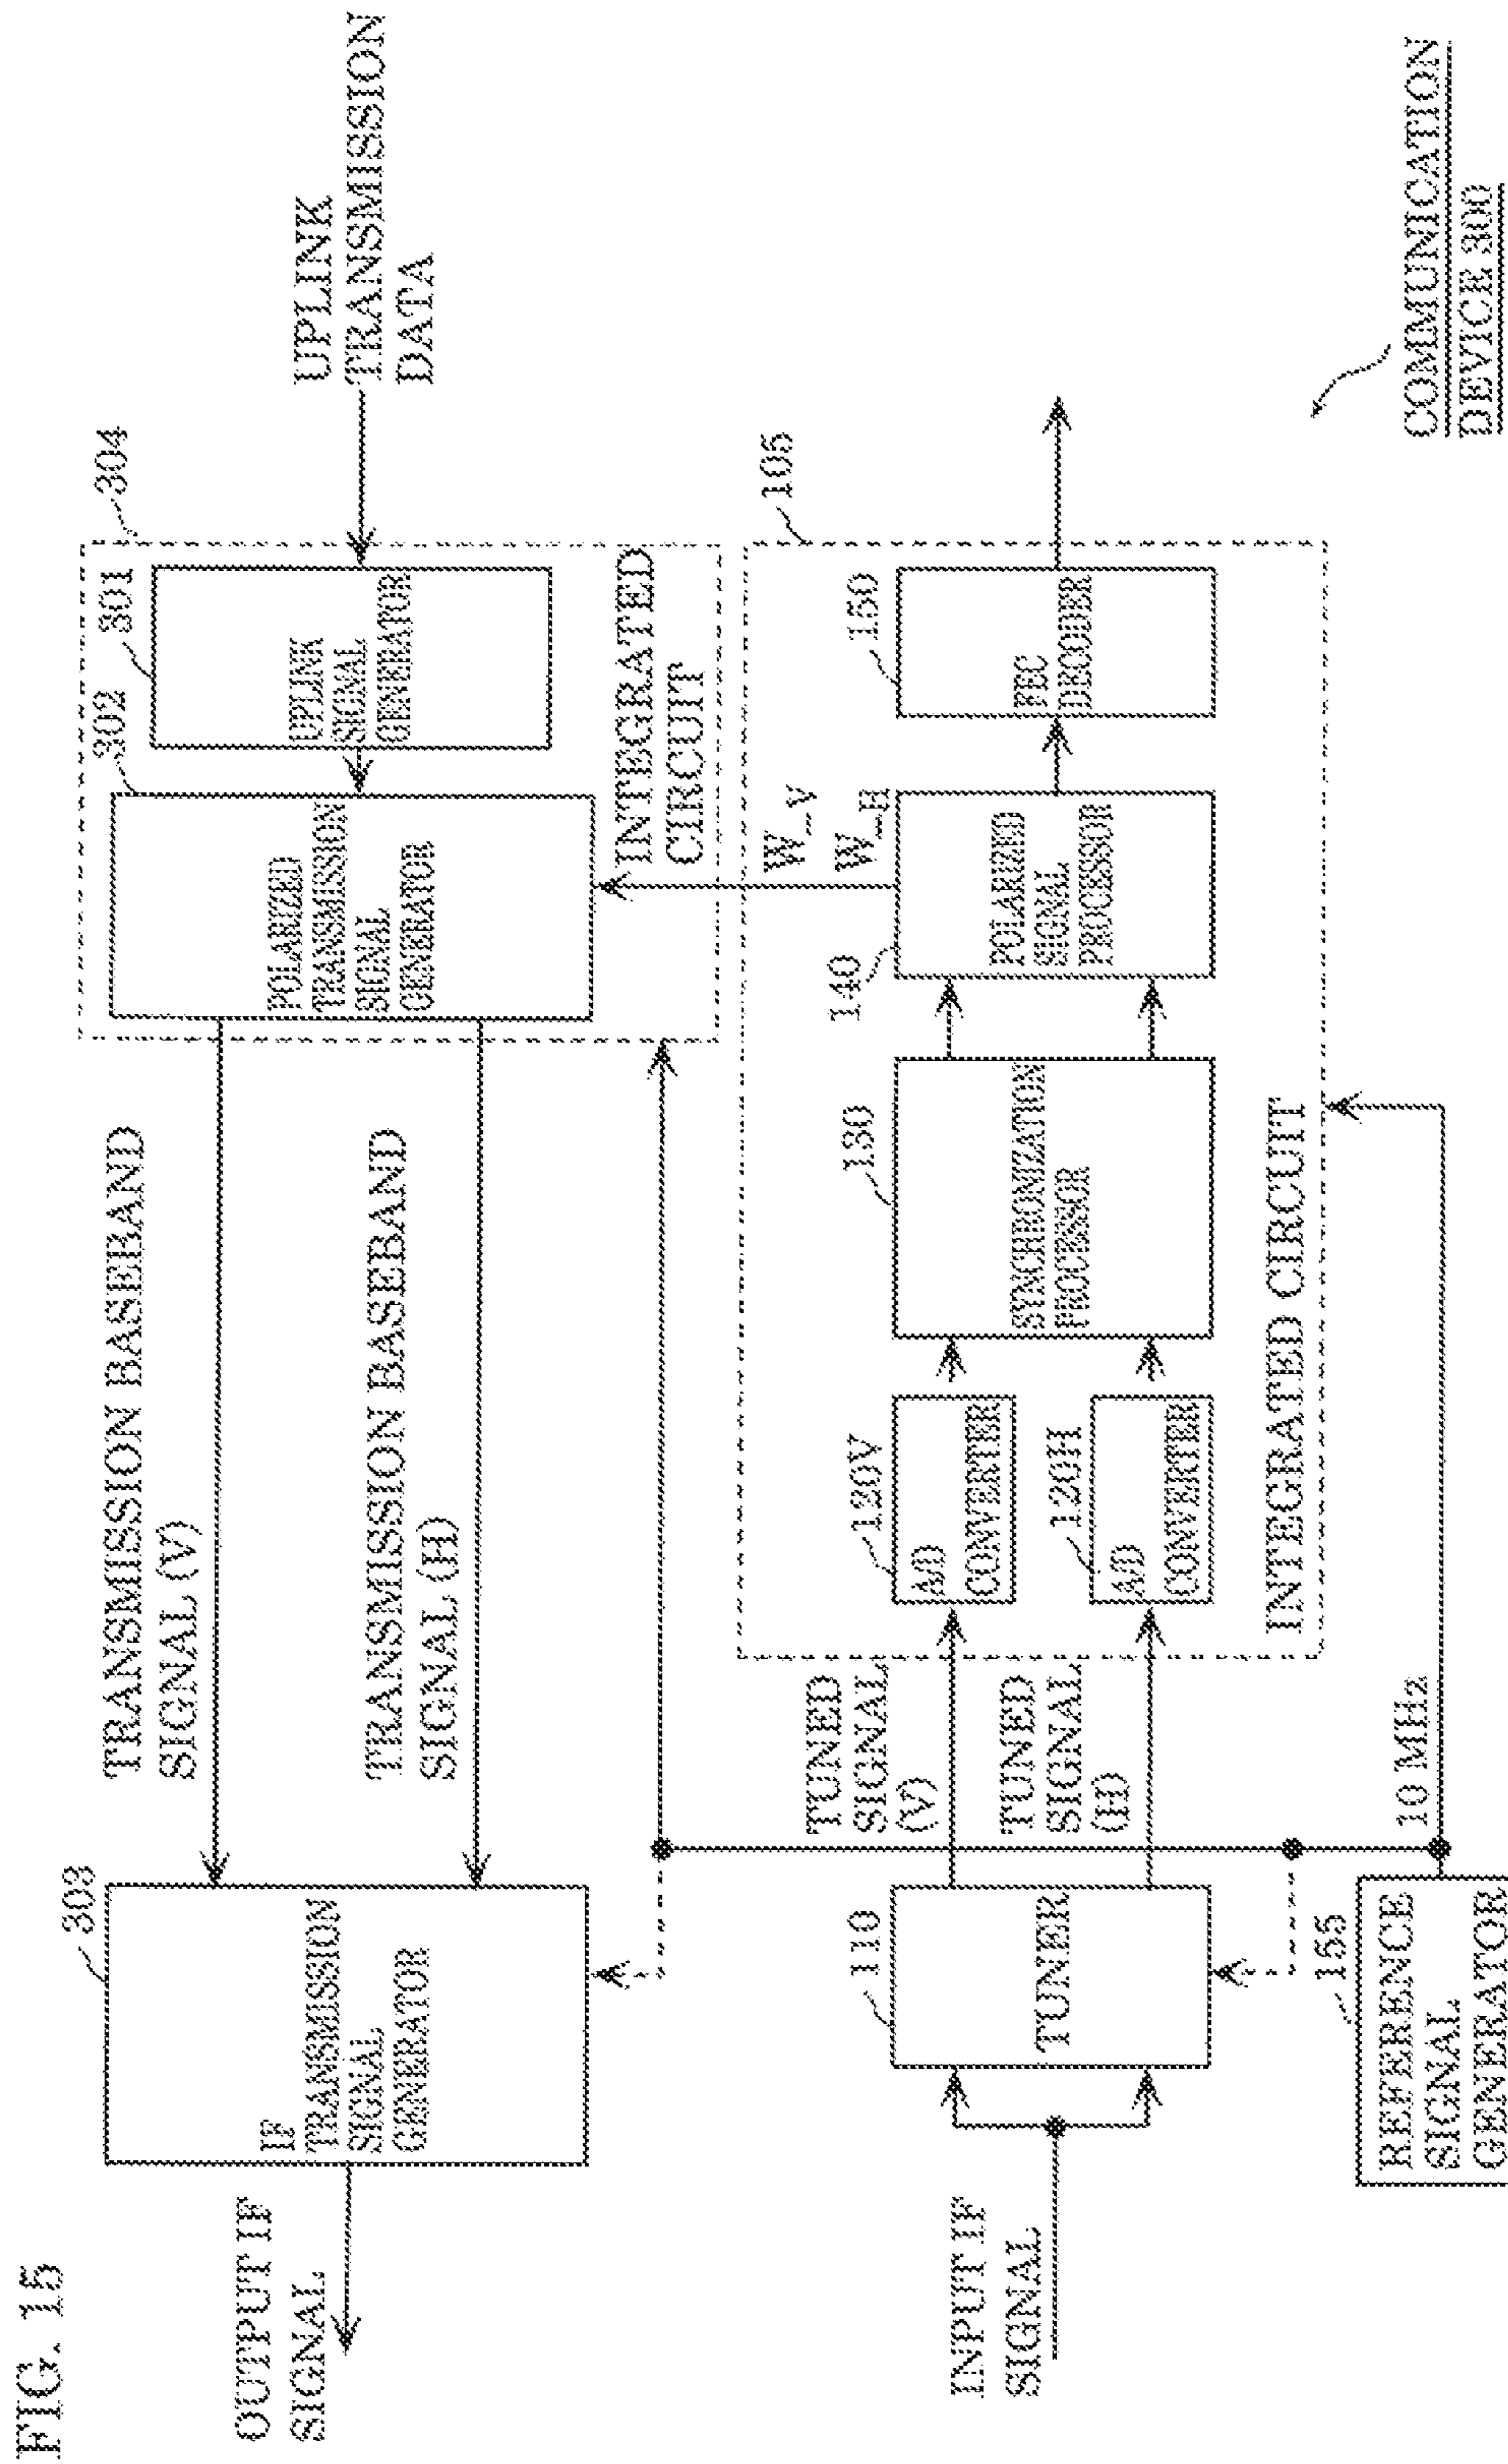 FIG. 15
OUTPUT IF
SIGNAL
303
IF
TRANSMISSION
SIGNAL
GENERATOR
TRANSMISSION BASEBAND
SIGNAL (V)
TRANSMISSION BASEBAND
SIGNAL (H)
302
POLARIZED
TRANSMISSION
SIGNAL
GENERATOR
301
UPLINK
SIGNAL
GENERATOR
304
INTEGRATED
CIRCUIT
UPLINK
TRANSMISSION
DATA
INPUT IF
SIGNAL
110
TUNER
TUNED
SIGNAL
(V)
TUNED
SIGNAL
(H)
120V
A/D
CONVERTER
120H
A/D
CONVERTER
130
SYNCHRONIZATION
PROCESSOR
140
POLARIZED
SIGNAL
PROCESSOR
W_V
W_H
150
FEC
DECODER
105
INTEGRATED CIRCUIT
155
REFERENCE
SIGNAL
GENERATOR
10 MHz
COMMUNICATION
DEVICE 300